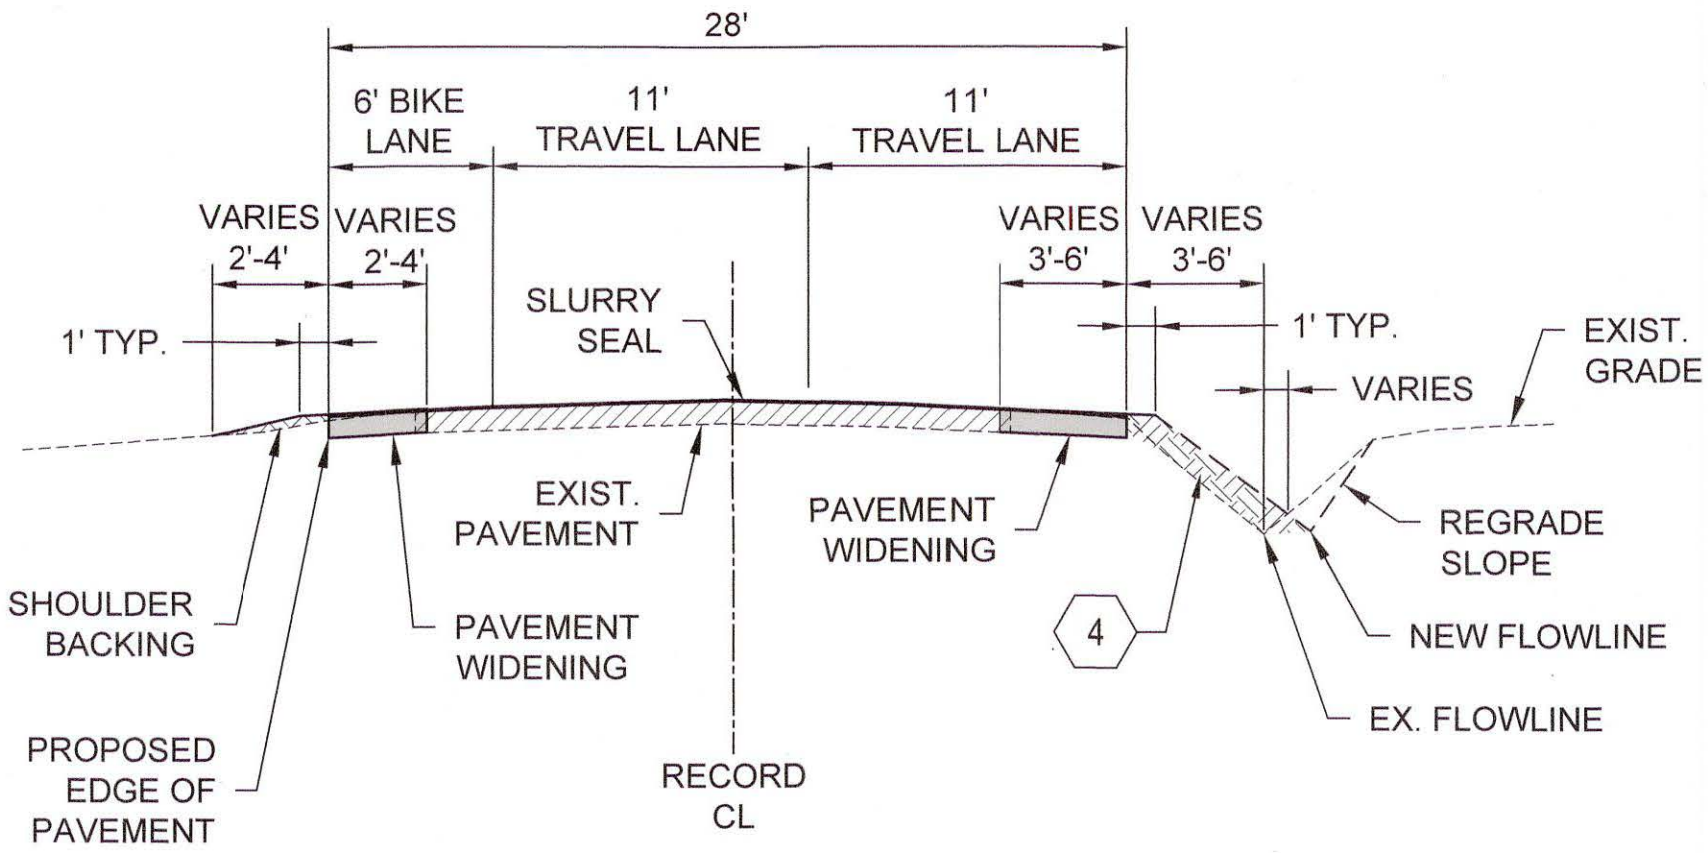 28'
6' BIKE
LANE
11'
TRAVEL LANE
11'
TRAVEL LANE
VARIES
2'-4'
VARIES
2'-4'
VARIES
3'-6'
VARIES
3'-6'
1' TYP.
SLURRY
SEAL
1' TYP.
VARIES
EXIST.
GRADE
EXIST.
PAVEMENT
PAVEMENT
WIDENING
REGRADE
SLOPE
SHOULDER
BACKING
PAVEMENT
WIDENING
4
NEW FLOWLINE
EX. FLOWLINE
PROPOSED
EDGE OF
PAVEMENT
RECORD
CL